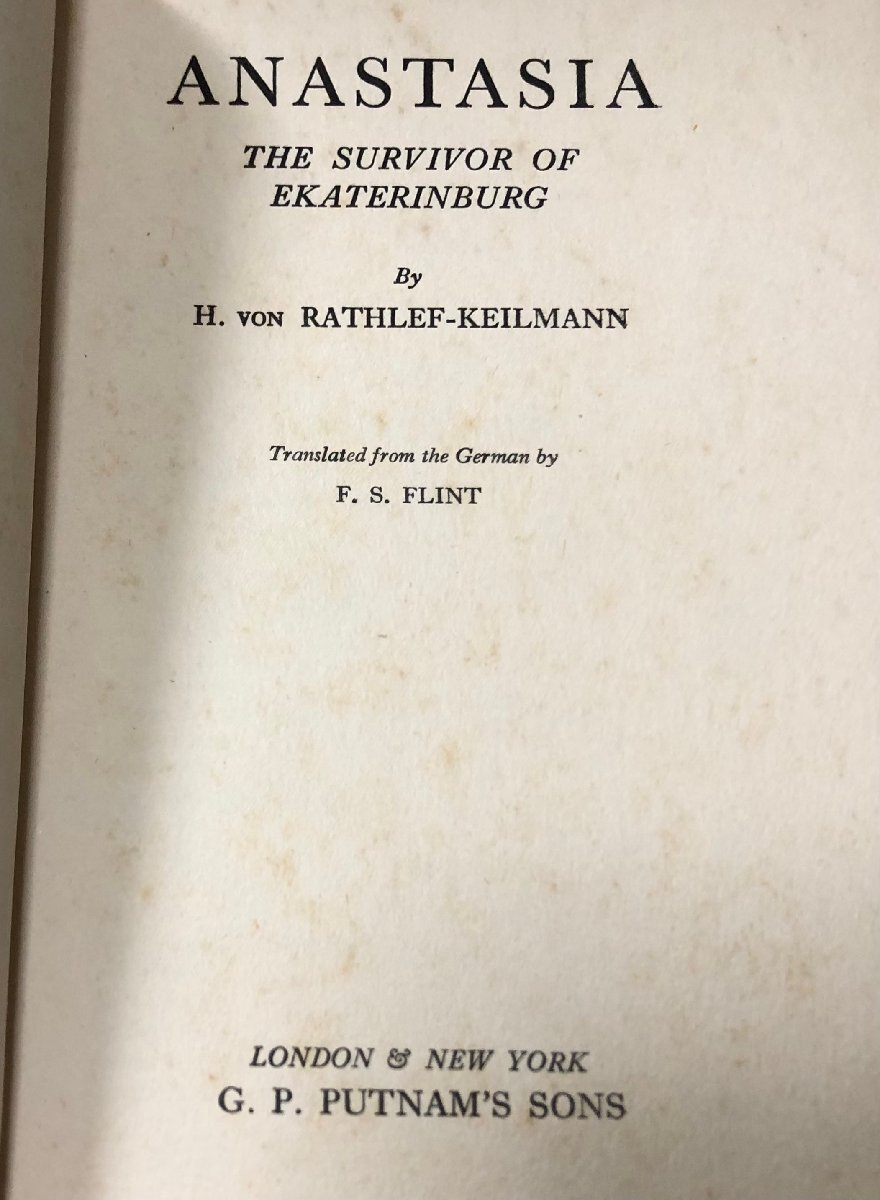 ANASTASIA
THE SURVIVOR OF
EKATERINBURG
By
H. VON RATHLEF-KEILMANN
Translated from the German by
F. S. FLINT
LONDON & NEW YORK
G. P. PUTNAM'S SONS